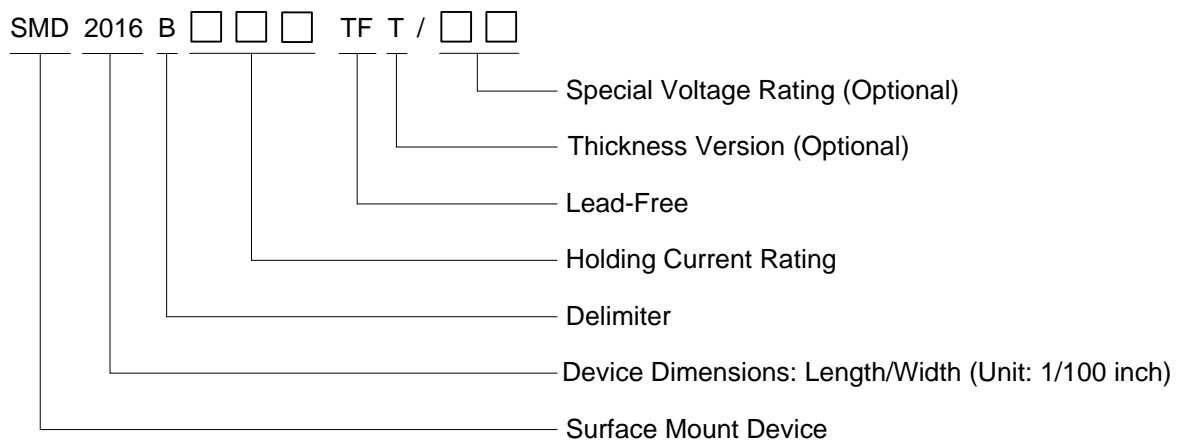 SMD 2016 B □ □ □ TF T / □ □
Special Voltage Rating (Optional)
Thickness Version (Optional)
Lead-Free
Holding Current Rating
Delimiter
Device Dimensions: Length/Width (Unit: 1/100 inch)
Surface Mount Device